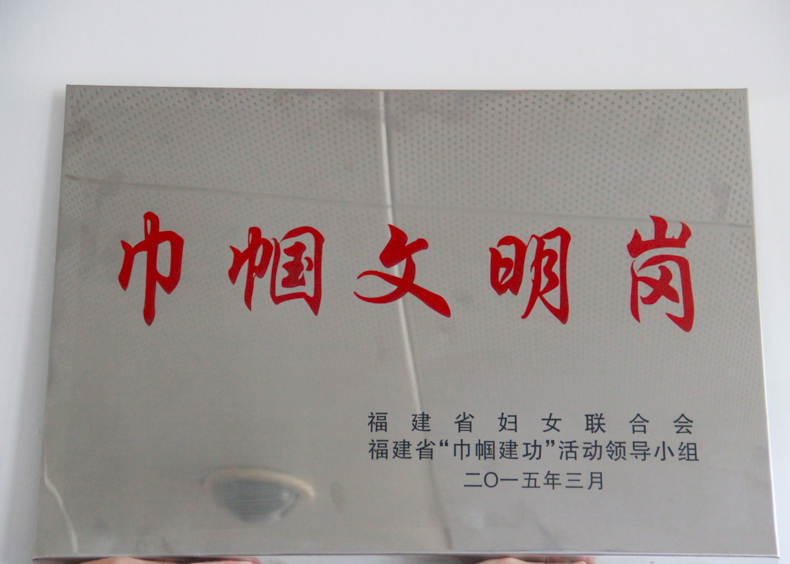 巾帼文明岗
福建省妇女联合会
福建省“巾帼建功”活动领导小组
二〇一五年三月